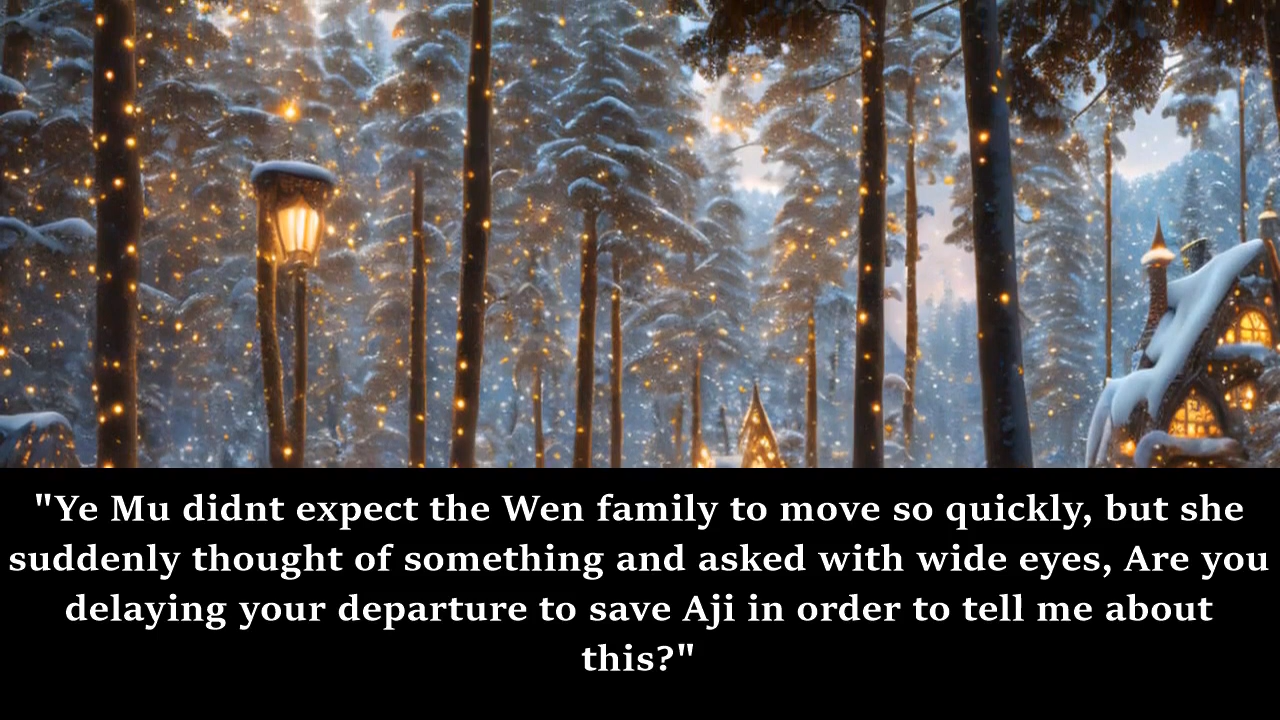 "Ye Mu didnt expect the Wen family to move so quickly, but she
suddenly thought of something and asked with wide eyes, Are you
delaying your departure to save Aji in order to tell me about
this?"